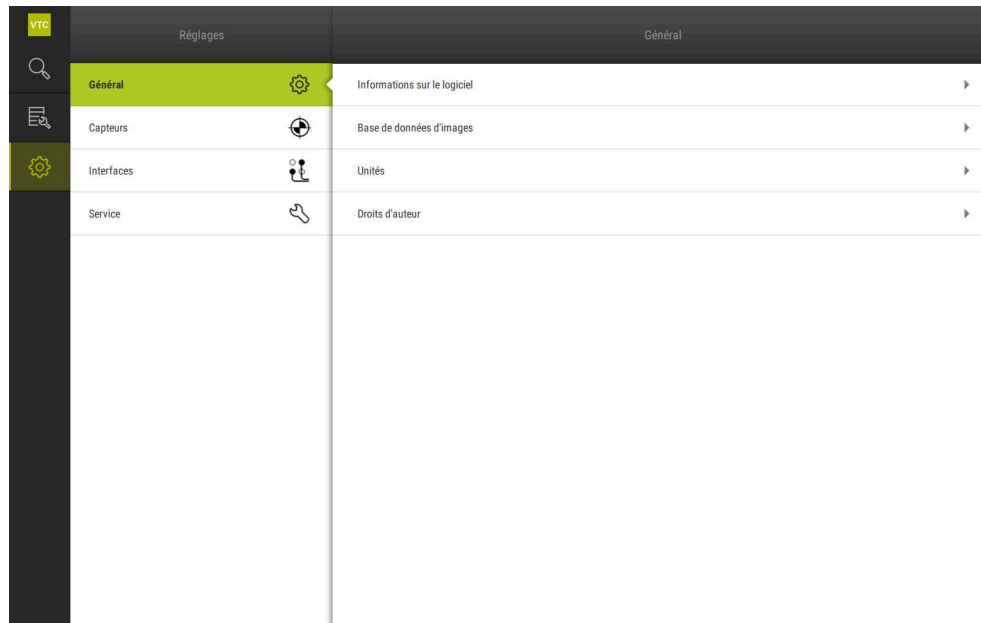 VTC
Réglages
Général
Général
Capteurs
Interfaces
Service
Informations sur le logiciel
Base de données d'images
Unités
Droits d'auteur